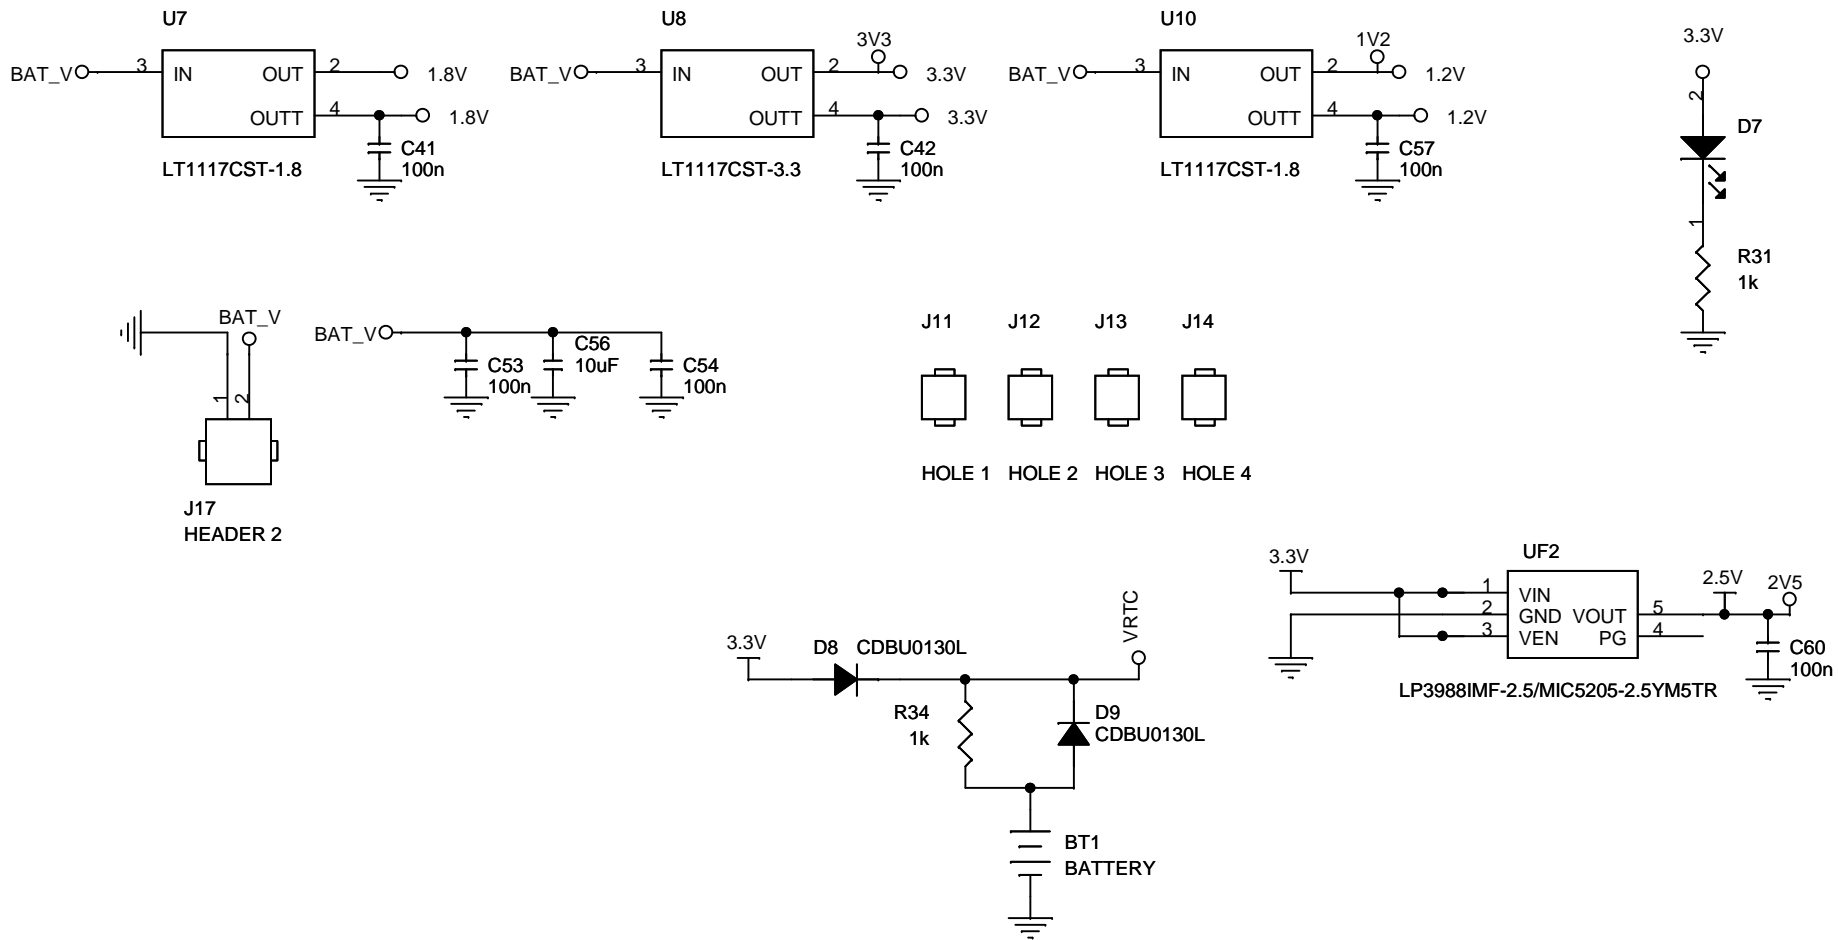 U7
BAT_V
3
IN
OUT
2
1.8V
OUTT
4
1.8V
C41
100n
LT1117CST-1.8
U8
3V3
BAT_V
3
IN
OUT
2
3.3V
OUTT
4
3.3V
C42
100n
LT1117CST-3.3
U10
1V2
BAT_V
3
IN
OUT
2
1.2V
OUTT
4
1.2V
C57
100n
LT1117CST-1.8
3.3V
2
D7
1
R31
1k
BAT_V
1
2
J17
HEADER 2
BAT_V
C53
100n
C56
10uF
C54
100n
J11
J12
J13
J14
HOLE 1
HOLE 2
HOLE 3
HOLE 4
3.3V
D8
CDBU0130L
VRTC
R34
1k
D9
CDBU0130L
BT1
BATTERY
3.3V
UF2
1
VIN
2
GND
3
VEN
VOUT
5
PG
4
2.5V
2V5
C60
100n
LP3988IMF-2.5/MIC5205-2.5YM5TR